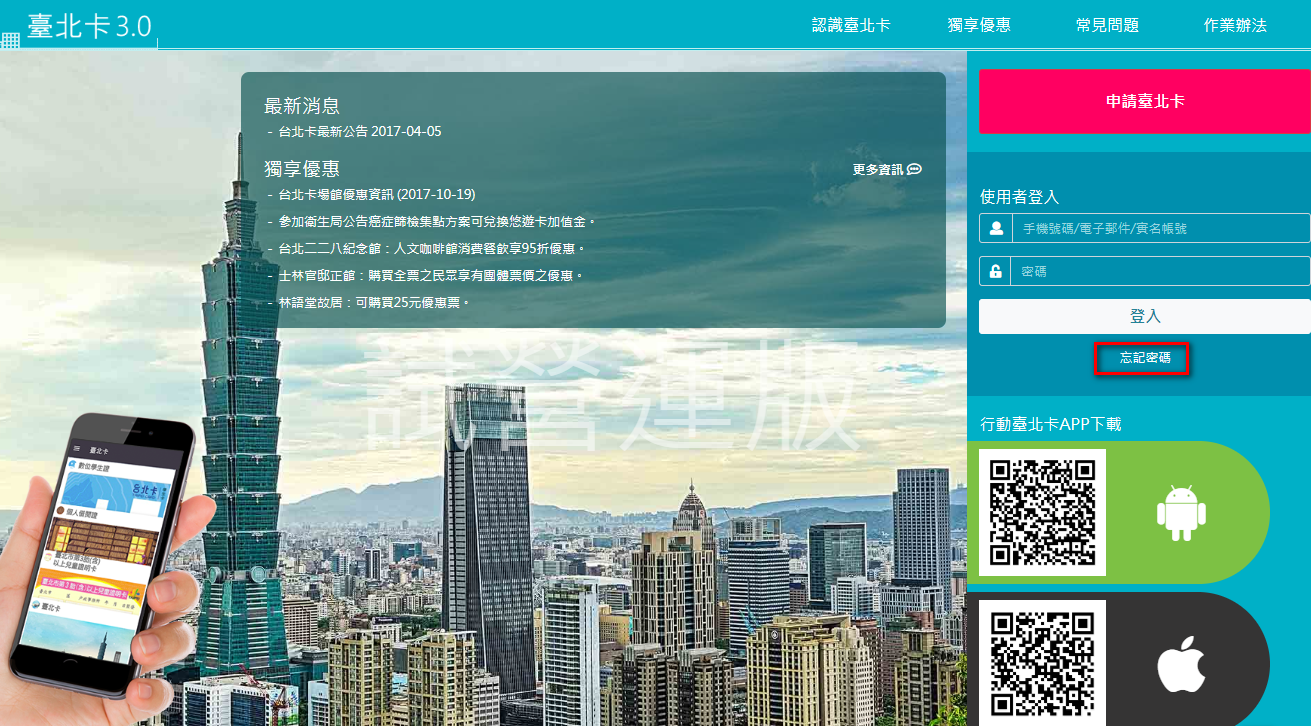 臺北卡 3.0
認識臺北卡
獨享優惠
常見問題
作業辦法
最新消息
- 台北卡最新公告 2017-04-05
獨享優惠
更多資訊
- 台北卡場館優惠資訊 (2017-10-19)
- 參加衛生局公告癌症篩檢集點方案可兌換悠遊卡加值金。
- 台北二二八紀念館：人文咖啡館消費餐飲享95折優惠。
- 士林官邸正館：購買全票之民眾享有團體票價之優惠。
- 林語堂故居：可購買25元優惠票。
試營運版
申請臺北卡
使用者登入
手機號碼/電子郵件/實名帳號
密碼
登入
忘記密碼
行動臺北卡APP下載
臺北卡
數位學生證
個人借閱證
以上兒童證明卡
臺北卡